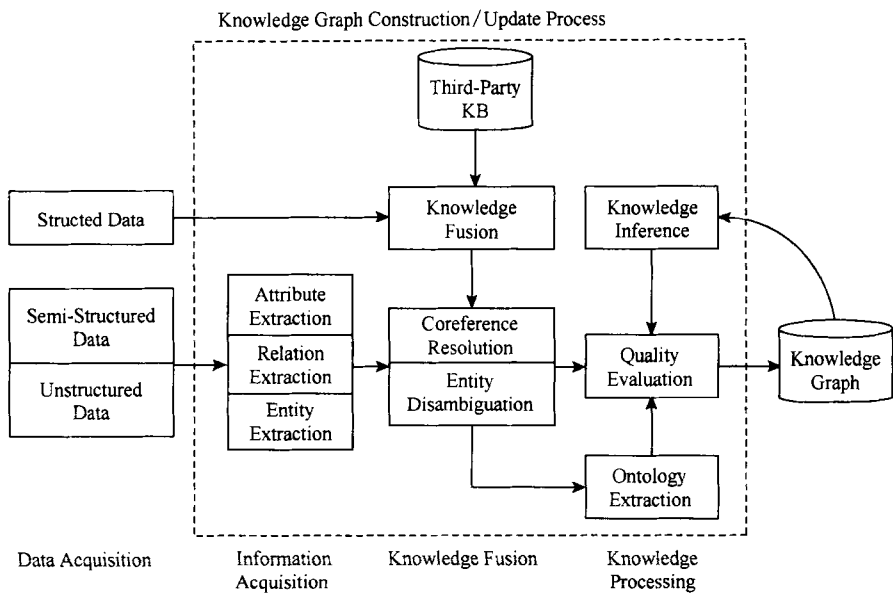 Knowledge Graph Construction/Update Process
Third-Party
KB
Structed Data
Knowledge
Fusion
Knowledge
Inference
Semi-Structured
Data
Unstructured
Data
Attribute
Extraction
Relation
Extraction
Entity
Extraction
Coreference
Resolution
Entity
Disambiguation
Quality
Evaluation
Knowledge
Graph
Ontology
Extraction
Data Acquisition
Information
Acquisition
Knowledge Fusion
Knowledge
Processing